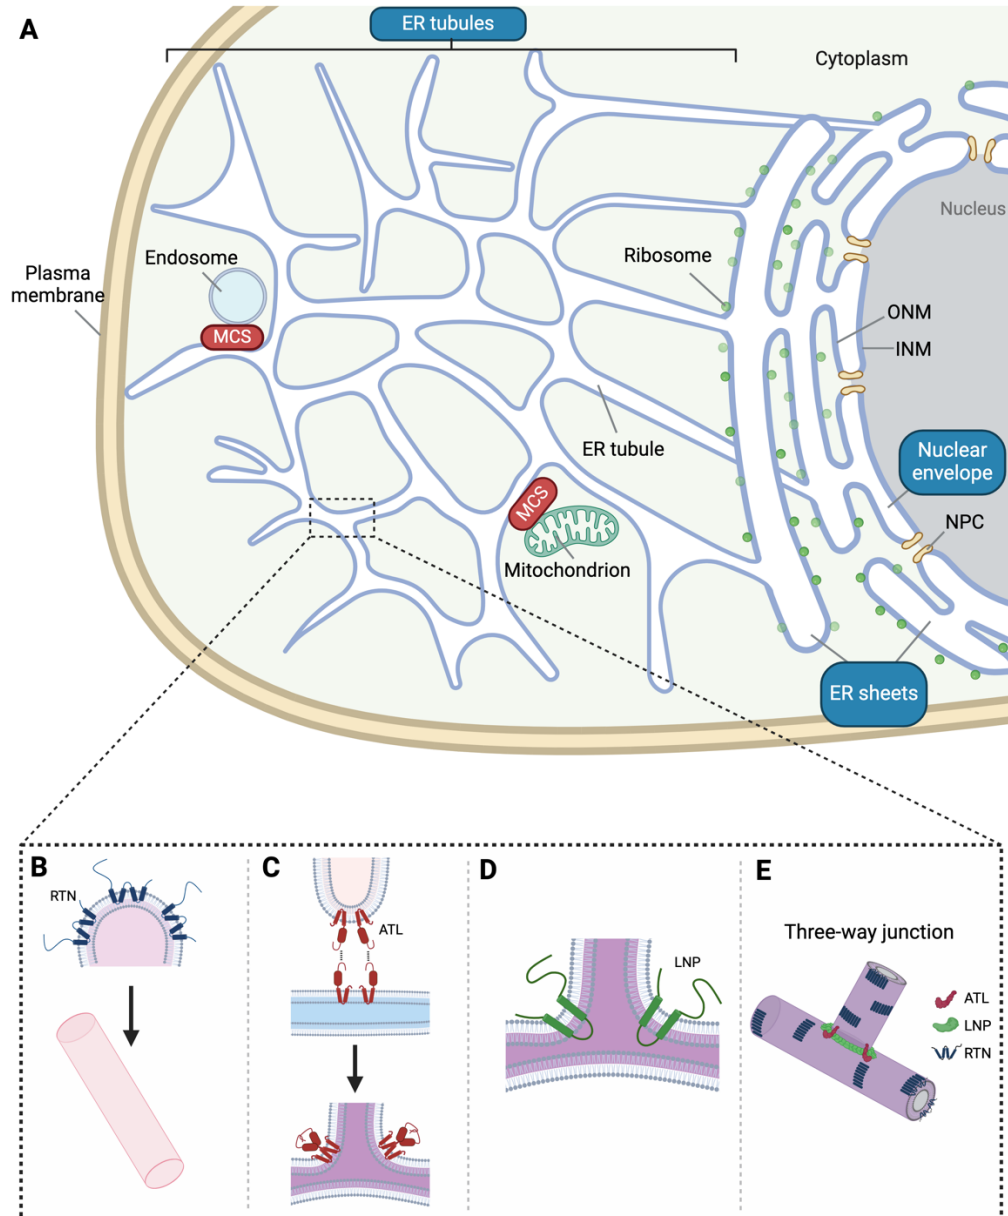 A
ER tubules
Cytoplasm
Nucleus
Endosome
Ribosome
Plasma
membrane
MCS
ONM
INM
ER tubule
Nuclear
envelope
MCS
NPC
Mitochondrion
ER sheets
B
RTN
C
ATL
D
LNP
E
Three-way junction
ATL
LNP
RTN